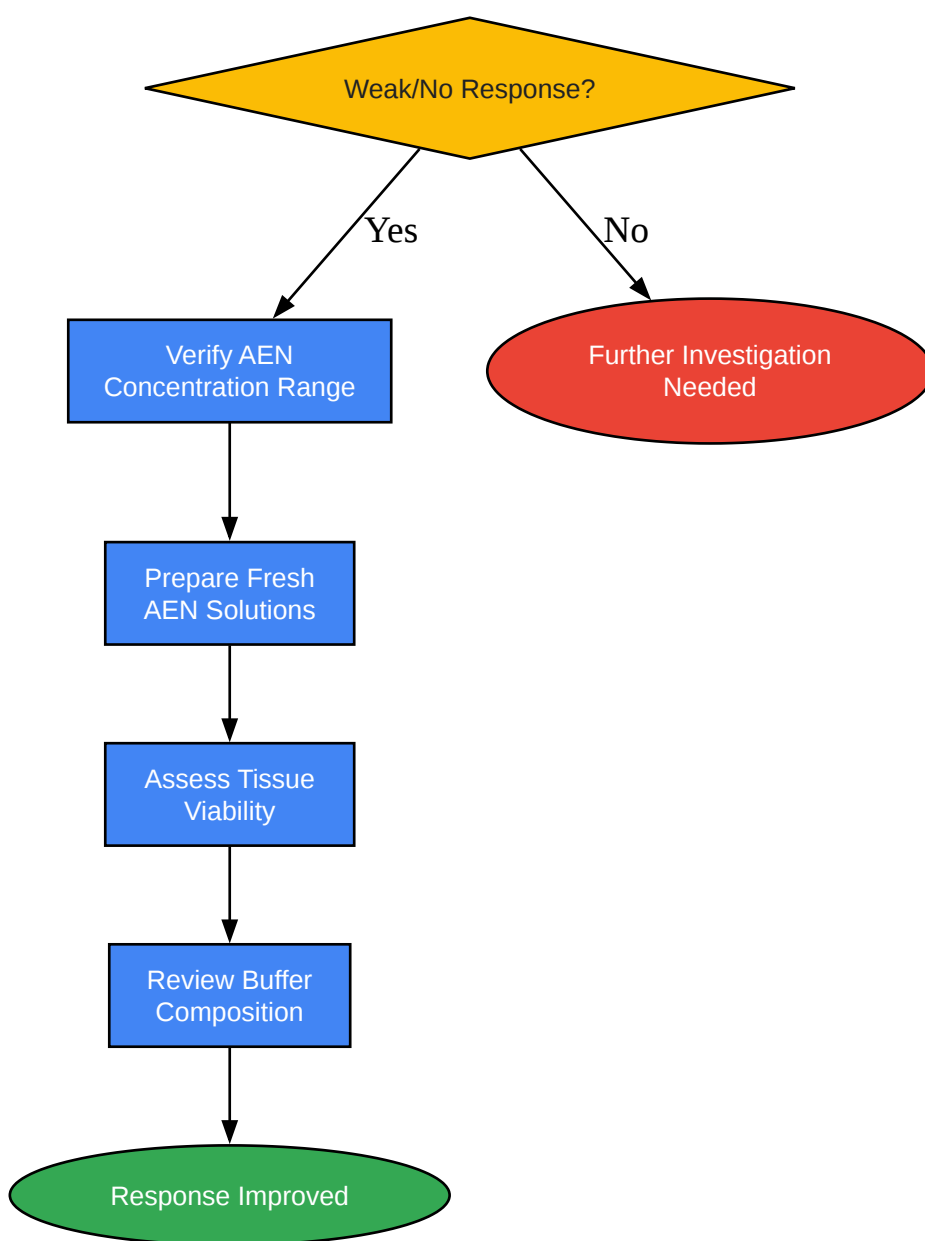 Weak/No Response?
Yes
No
Verify AEN
Concentration Range
Further Investigation
Needed
Prepare Fresh
AEN Solutions
Assess Tissue
Viability
Review Buffer
Composition
Response Improved